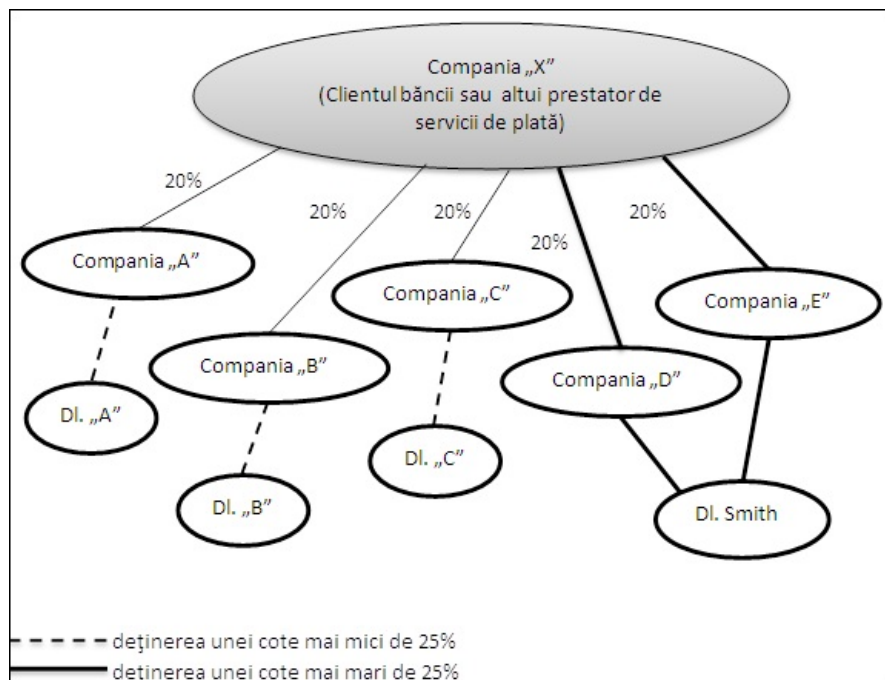 Compania „X”
(Clientul băncii sau altui prestator de
servicii de plată)
20%
20%
20%
20%
20%
Compania „A”
Compania „C”
Compania „E”
Compania „B”
Compania „D”
Dl. „A”
Dl. „C”
Dl. „B”
Dl. Smith
deţinerea unei cote mai mici de 25%
deţinerea unei cote mai mari de 25%